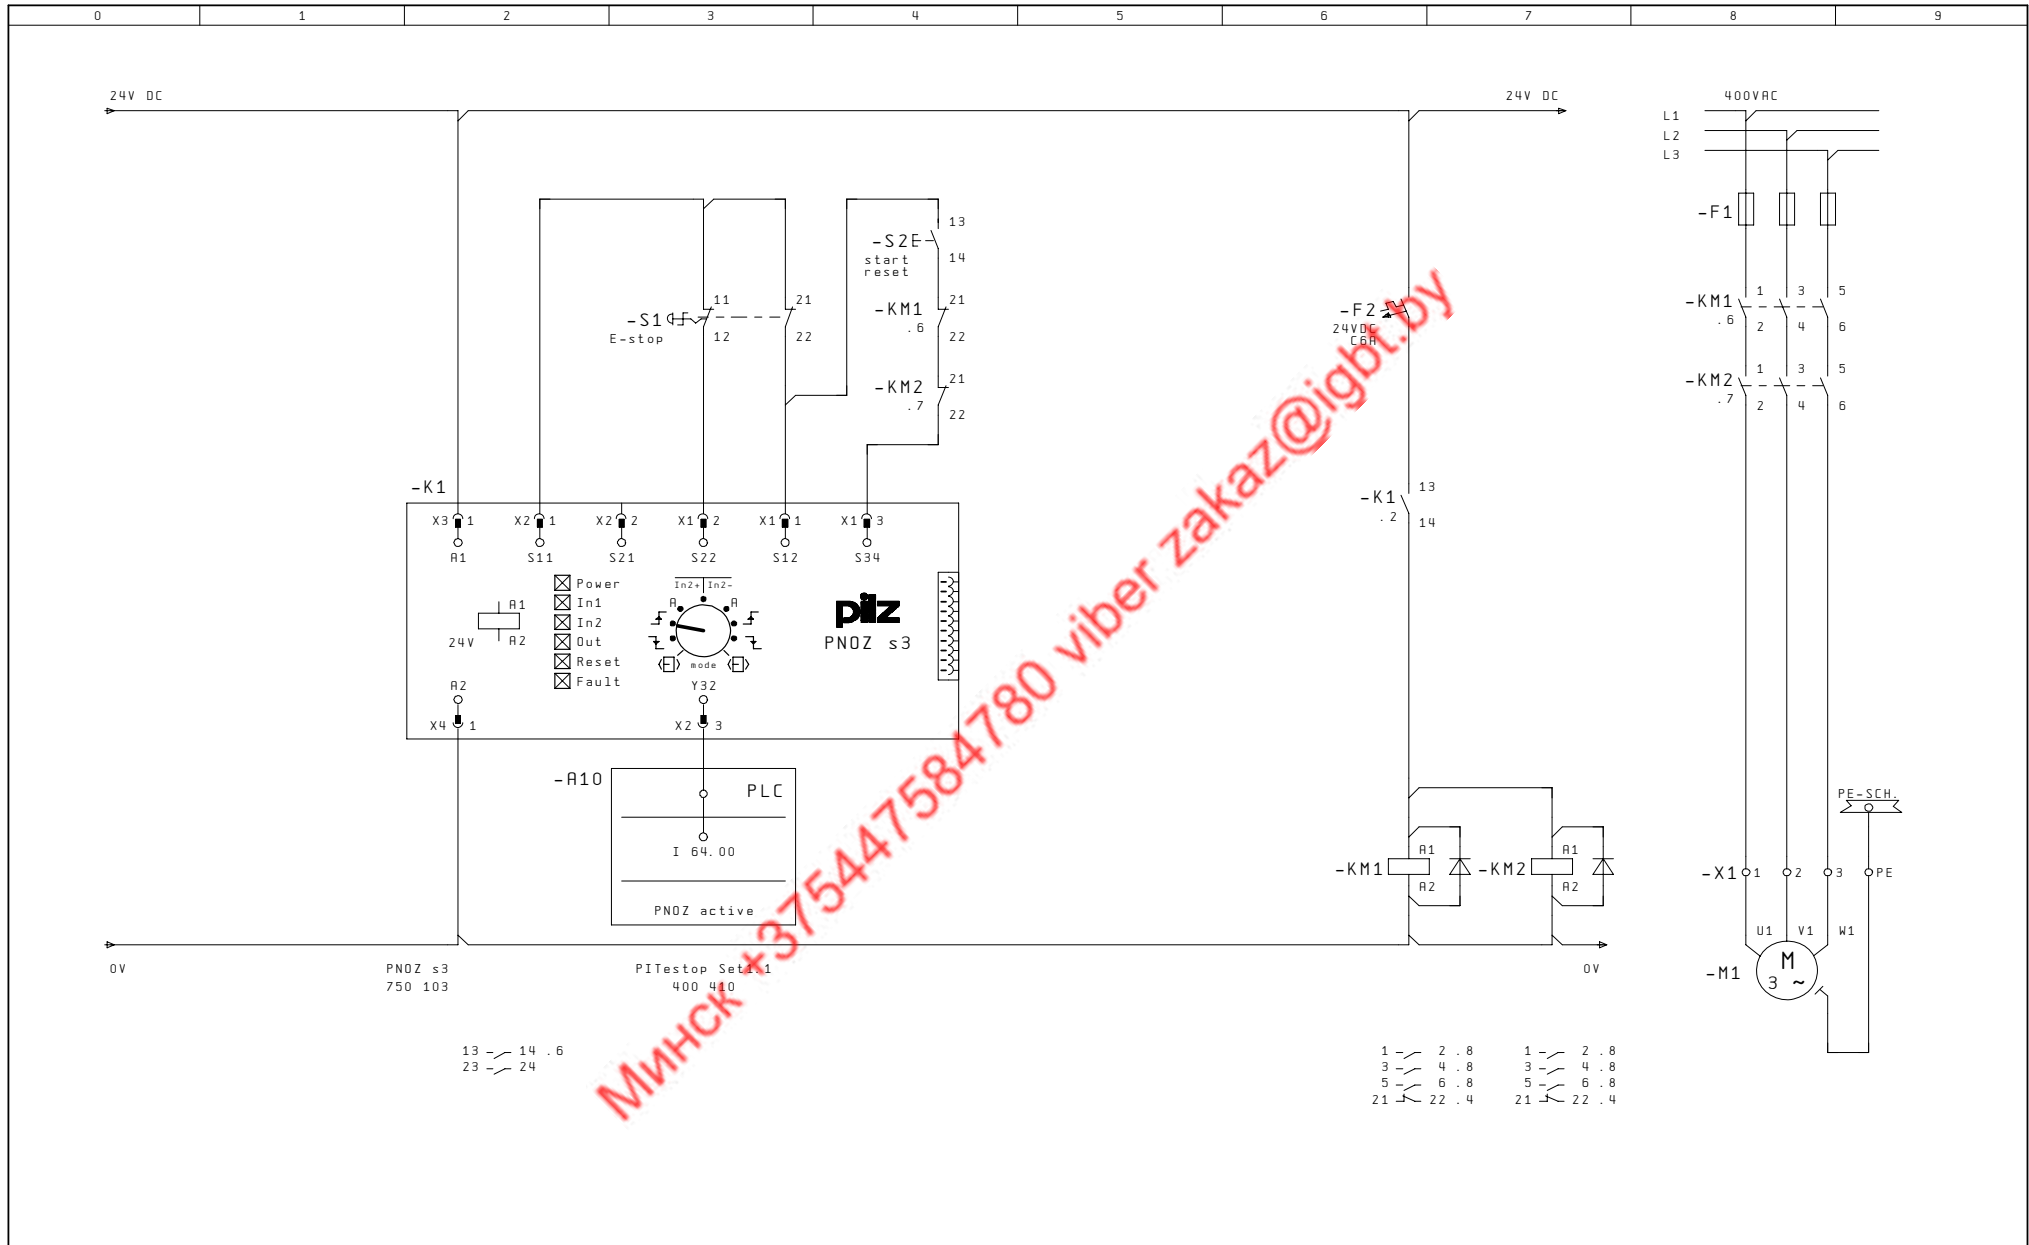 0 1 2 3 4 5 6 7 8 9
24V DC
24V DC
400VAC
L1
L2
L3
-F1
13
-S2
14
start
reset
11
21
-S1
E-stop
12
22
21
-KM1
.6
22
21
-KM2
.7
22
-F2
24VDC
C6A
1 3 5
-KM1
.6
2 4 6
1 3 5
-KM2
.7
2 4 6
-K1
13
-K1
.2
14
X3 1 X2 1 X2 2 X1 2 X1 1 X1 3
A1 S11 S21 S22 S12 S34
Power
In1
In2
Out
Reset
Fault
A1
24V
A2
In2+ In2-
A A
mode
pilz
PNOZ s3
A2
Y32
X4 1
X2 3
-A10
PLC
I 64.00
PNOZ active
-KM1
A1
A2
-KM2
A1
A2
PE-SCH.
-X1 1 2 3 PE
U1 V1 W1
-M1
M
3 ~
0V
0V
PNOZ s3
750 103
PITestop Set1.1
400 410
13 14 .6
23 24
1 2 .8
3 4 .8
5 6 .8
21 22 .4
1 2 .8
3 4 .8
5 6 .8
21 22 .4
Минск +375447584780 viber zakaz@igbt.by